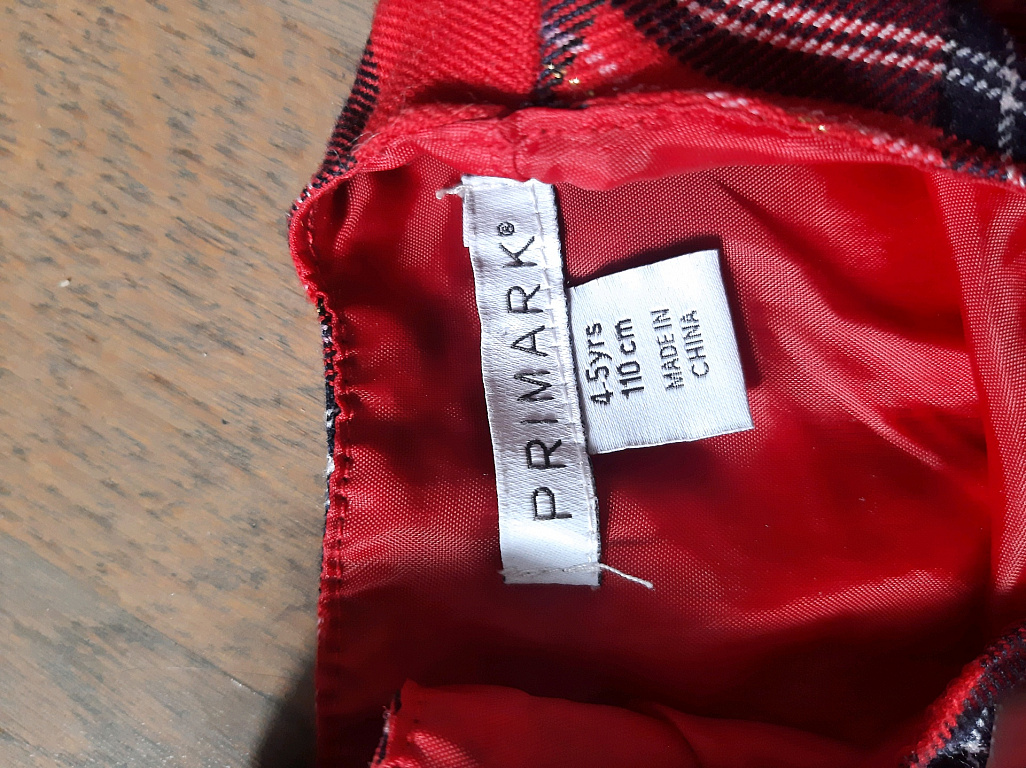 PRIMARK®
4-5yrs
110 cm
MADE IN
CHINA